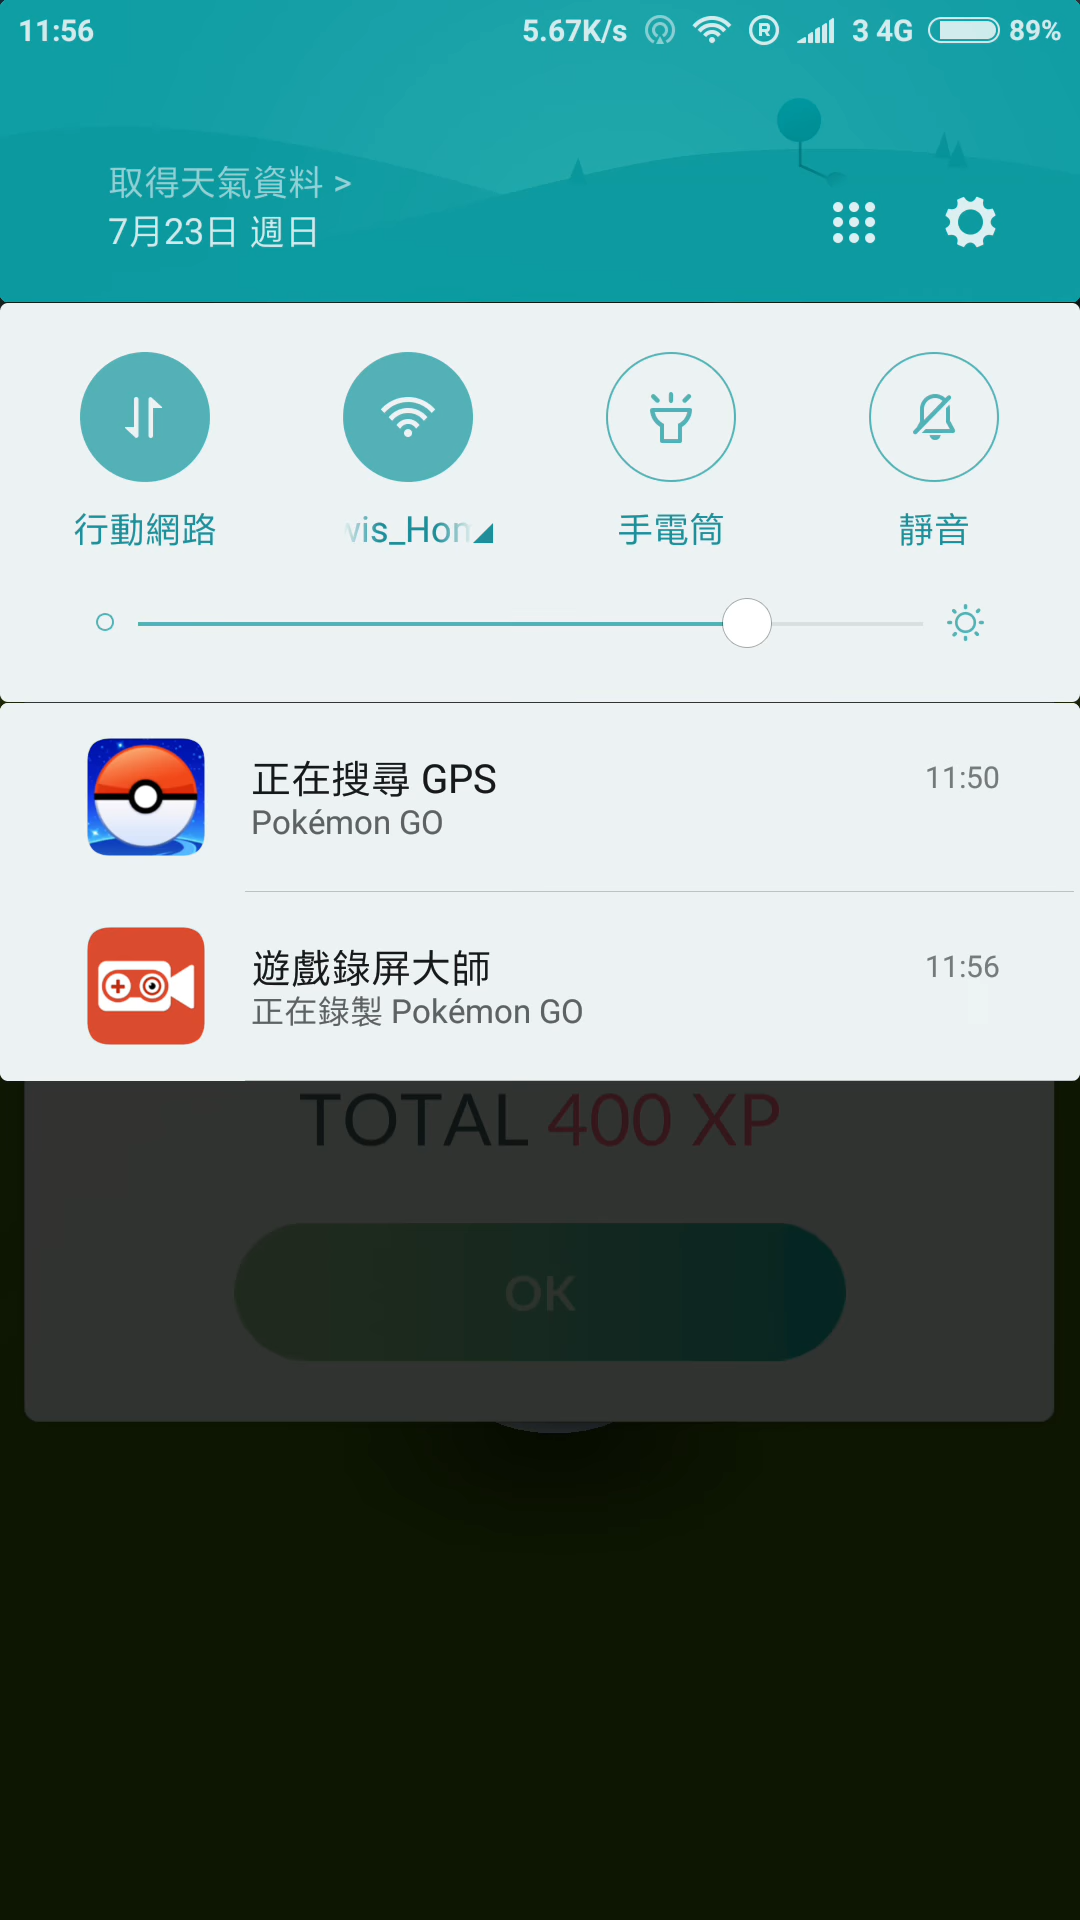 11:56
5.67K/s
R
3 4G
89%
取得天氣資料 >
7月23日 週日
行動網路
vis_Hom
手電筒
靜音
正在搜尋 GPS
11:50
Pokémon GO
遊戲錄屏大師
11:56
正在錄製 Pokémon GO
TOTAL 400 XP
OK